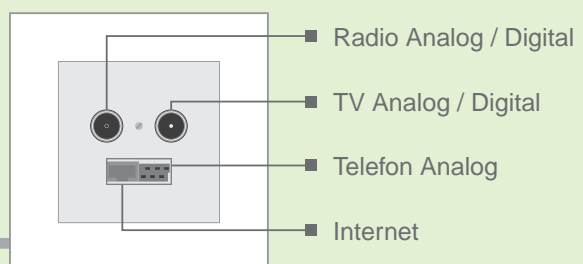 Radio Analog / Digital
TV Analog / Digital
Telefon Analog
Internet